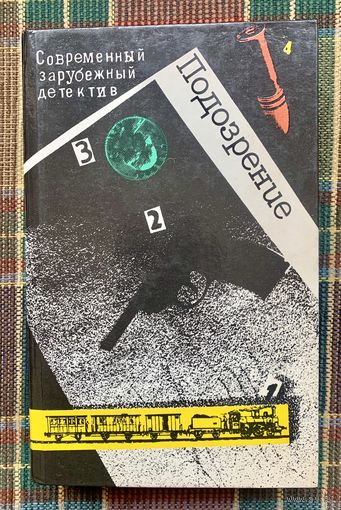 Современный
зарубежный
детектив
4
Подозрение
3
2
1